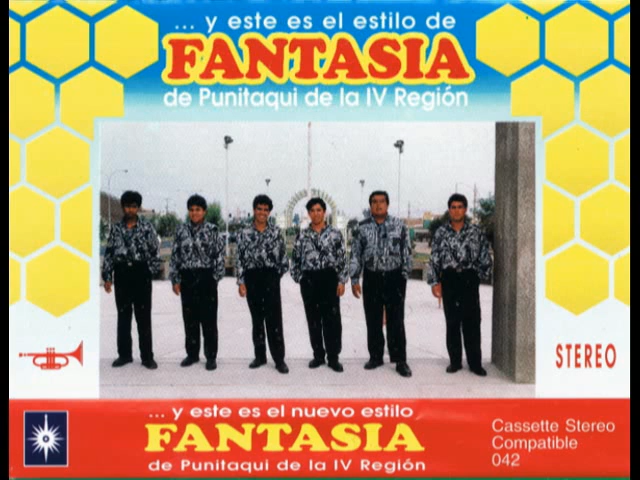 ... y este es el estilo de
FANTASIA
de Punitaqui de la IV Región
STEREO
... y este es el nuevo estilo
FANTASIA
de Punitaqui de la IV Región
Cassette Stereo
Compatible
042